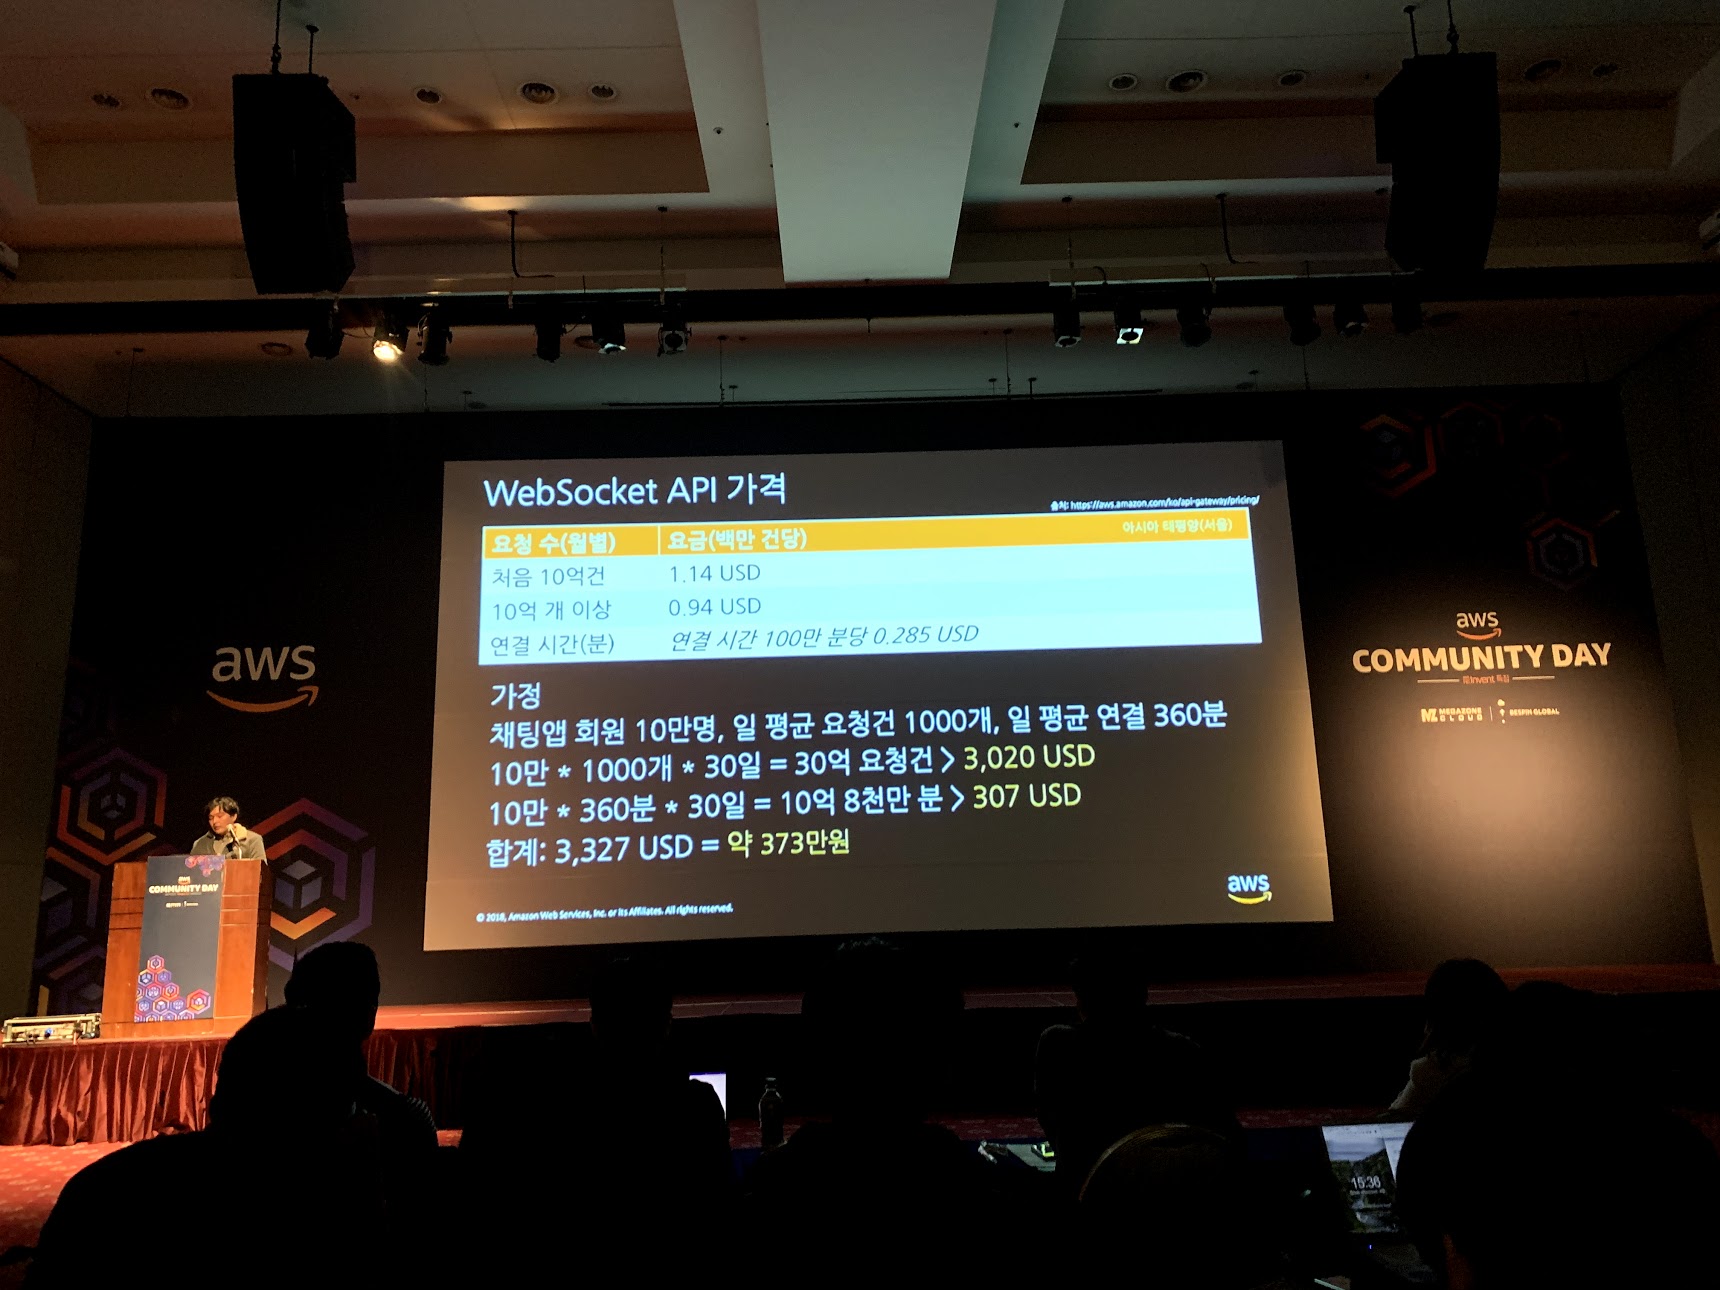 WebSocket API 가격
출처: https://aws.amazon.com/ko/api-gateway/pricing/
요청 수(월별) 요금(백만 건당) 아시아 태평양(서울)
처음 10억건 1.14 USD
10억 개 이상 0.94 USD
연결 시간(분) 연결 시간 100만 분당 0.285 USD
가정
채팅앱 회원 10만명, 일 평균 요청건 1000개, 일 평균 연결 360분
10만 * 1000개 * 30일 = 30억 요청건 > 3,020 USD
10만 * 360분 * 30일 = 10억 8천만 분 > 307 USD
합계: 3,327 USD = 약 373만원
© 2018, Amazon Web Services, Inc. or its Affiliates. All rights reserved.
aws
aws
aws
COMMUNITY DAY
re:Invent 특집
MEGAZONE CLOUD
BESPIN GLOBAL
aws
COMMUNITY DAY
15:36